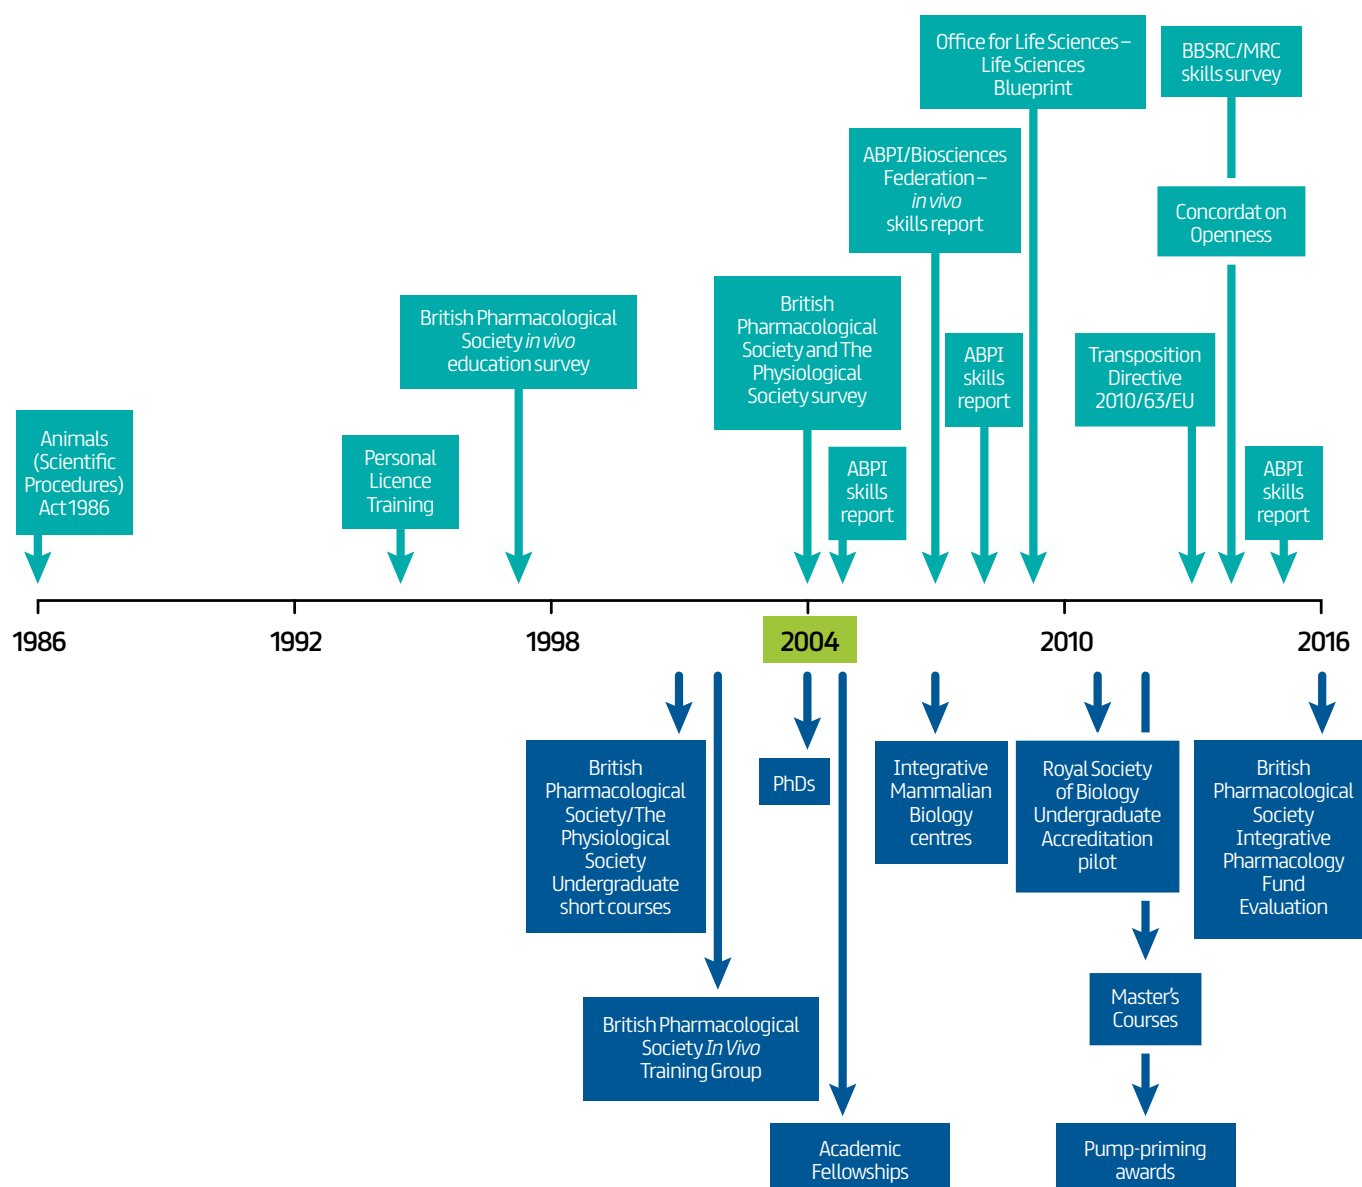 Office for Life Sciences –
Life Sciences
Blueprint
BBSRC/MRC
skills survey
ABPI/Biosciences
Federation –
in vivo
skills report
Concordat on
Openness
British Pharmacological
Society in vivo
education survey
British
Pharmacological
Society and The
Physiological
Society survey
ABPI
skills
report
Transposition
Directive
2010/63/EU
Animals
(Scientific
Procedures)
Act 1986
Personal
Licence
Training
ABPI
skills
report
ABPI
skills
report
1986
1992
1998
2004
2010
2016
British
Pharmacological
Society/The
Physiological
Society
Undergraduate
short courses
PhDs
Integrative
Mammalian
Biology
centres
Royal Society
of Biology
Undergraduate
Accreditation
pilot
British
Pharmacological
Society
Integrative
Pharmacology
Fund
Evaluation
British Pharmacological
Society In Vivo
Training Group
Master's
Courses
Academic
Fellowships
Pump-priming
awards